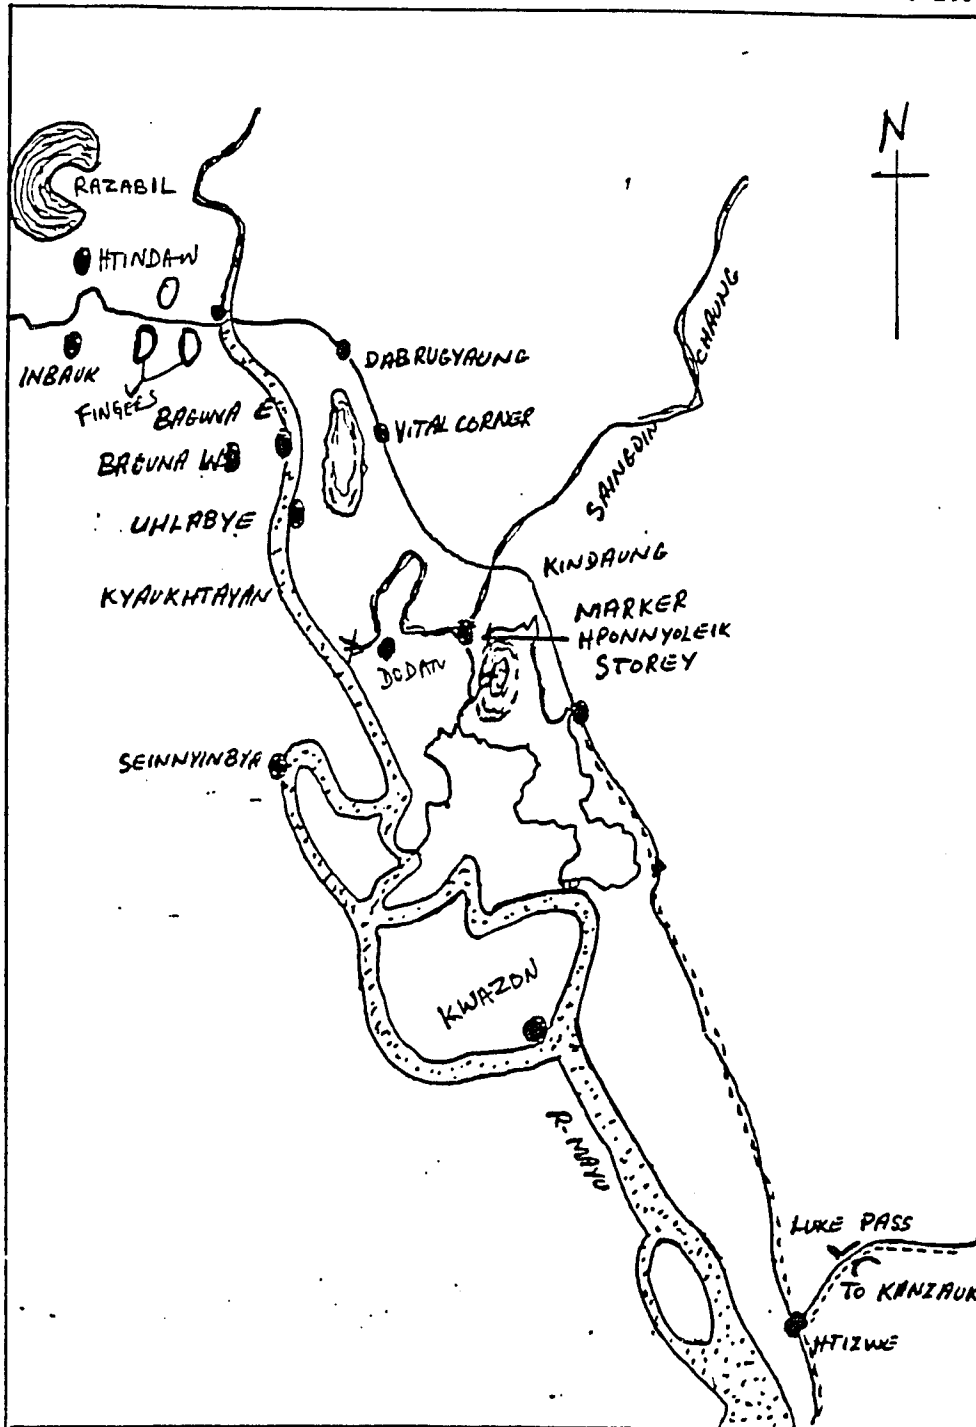 N
RAZABIL
HTINDAW
INBAUK
FINGERS
DABRUGYAUNG
VITAL CORNER
BAGUNA E
BAGUNA W
UHLABYE
KYAUKHTAYAN
SAINGDIN CHAUNG
KINDAUNG
MARKER
HPONNYOLEIK
STOREY
DODAN
SEINNYINBYA
KWAZON
R-MAYU
LUKE PASS
TO KANZAUK
HTIZWE